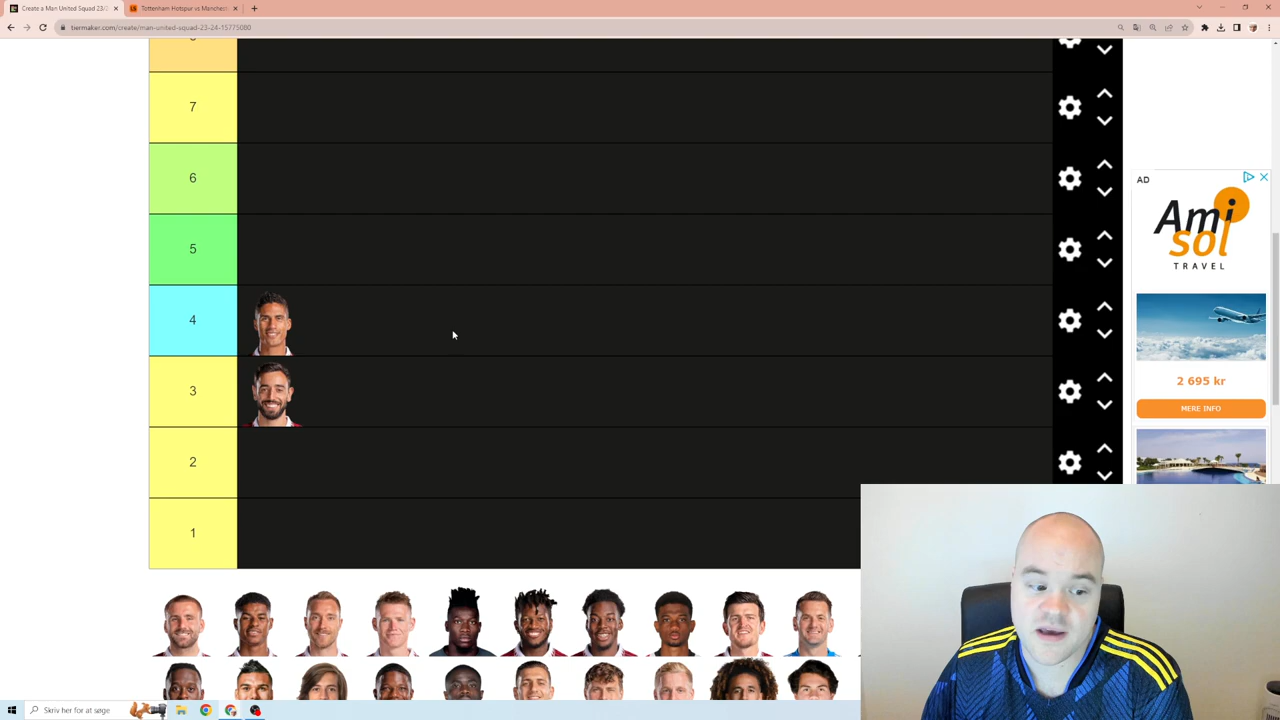 Create a Man United Squad 23/2
Tottenham Hotspur vs Manchest
tiermaker.com/create/man-united-squad-23-24-15775080
7
6
5
4
3
2
1
AD
Ami
sol
TRAVEL
2 695 kr
MERE INFO
Skriv her for at søge